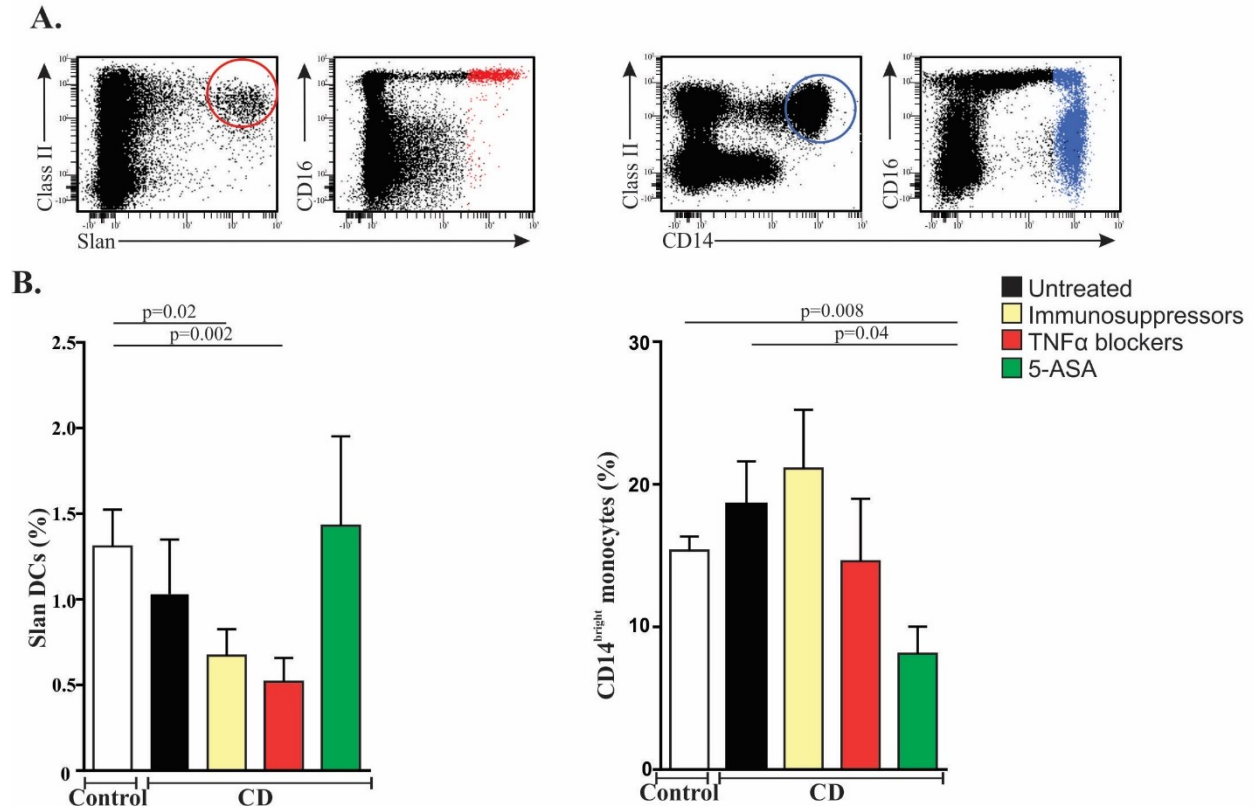 A.
Class II
CD16
Class II
CD16
Slan
CD14
B.
Untreated
Immunosuppressors
TNFα blockers
5-ASA
p=0.02
p=0.002
p=0.008
p=0.04
2.5
2.0
1.5
1.0
0.5
0
Slan DCs (%)
Control
CD
30
20
10
0
CD14bright monocytes (%)
Control
CD